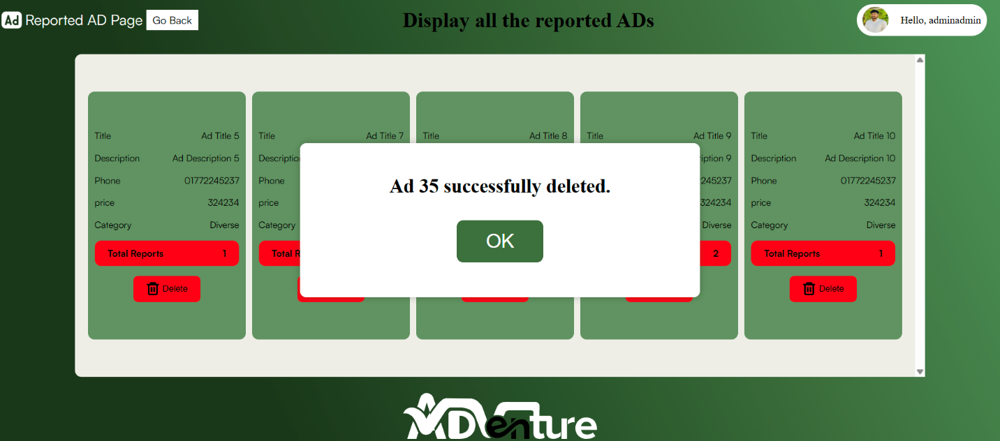 Ad Reported AD Page Go Back Display all the reported ADs Hello, adminadmin
Title Ad Title 5 Title Ad Title 7 Title Ad Title 8 Title Ad Title 9 Title Ad Title 10
Description Ad Description 5 Description 9 Description Ad Description 10
Phone 01772245237 Phone 245237 Phone 01772245237
price 324234 price 324234 price 324234
Category Diverse Category Diverse Category Diverse
Total Reports 1 Total R 2 Total Reports 1
Delete Delete
Ad 35 successfully deleted.
OK
ADVenture